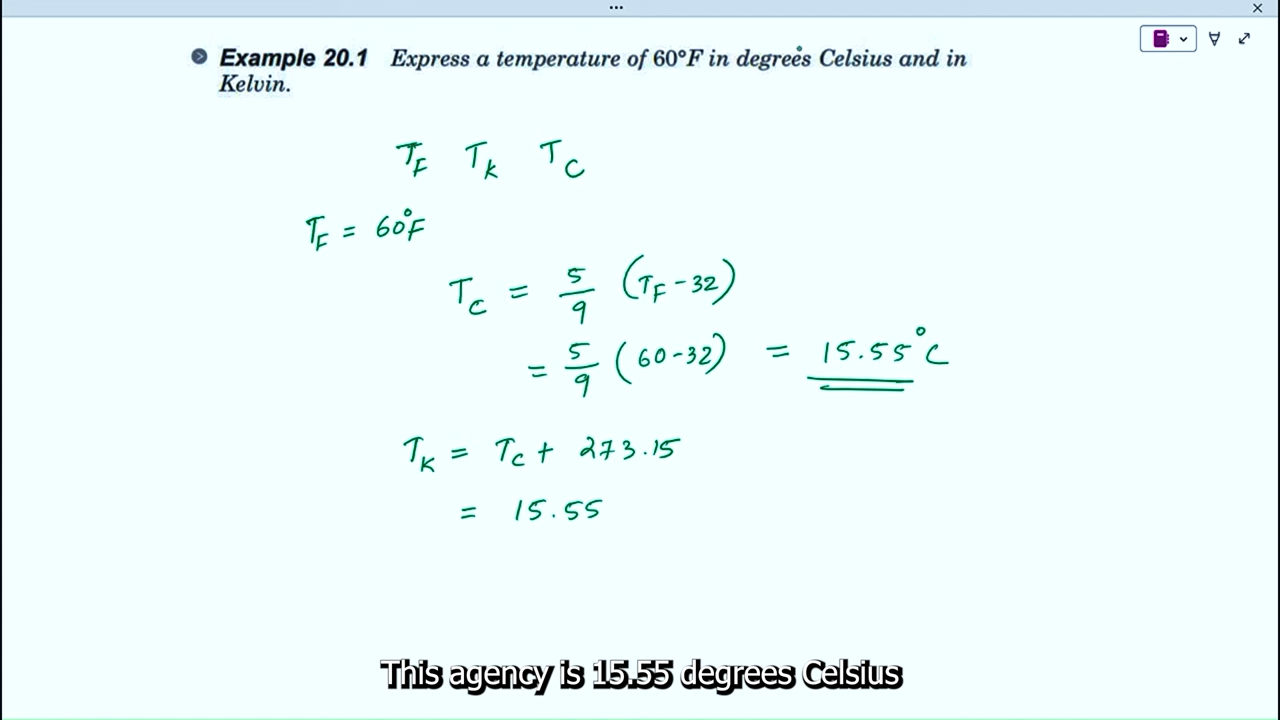 Example 20.1 Express a temperature of 60°F in degrees Celsius and in
Kelvin.
T_F T_K T_C
T_F = 60°F
T_C = 5/9 (T_F - 32)
= 5/9 (60-32) = 15.55°C
T_K = T_C + 273.15
= 15.55
This agency is 15.55 degrees Celsius